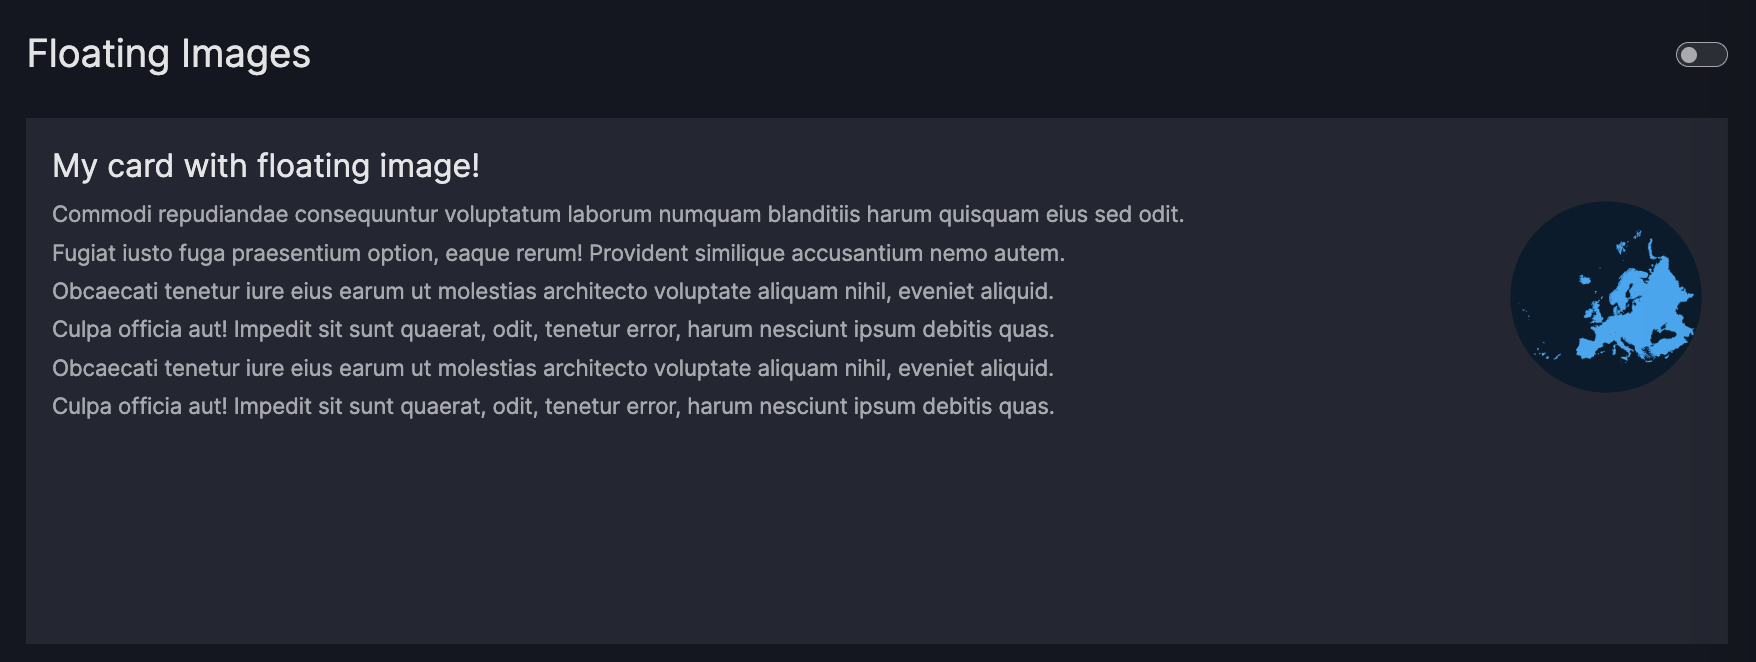 Floating Images
My card with floating image!
Commodi repudiandae consequuntur voluptatum laborum numquam blanditiis harum quisquam eius sed odit.
Fugiat iusto fuga praesentium option, eaque rerum! Provident similique accusantium nemo autem.
Obcaecati tenetur iure eius earum ut molestias architecto voluptate aliquam nihil, eveniet aliquid.
Culpa officia aut! Impedit sit sunt quaerat, odit, tenetur error, harum nesciunt ipsum debitis quas.
Obcaecati tenetur iure eius earum ut molestias architecto voluptate aliquam nihil, eveniet aliquid.
Culpa officia aut! Impedit sit sunt quaerat, odit, tenetur error, harum nesciunt ipsum debitis quas.